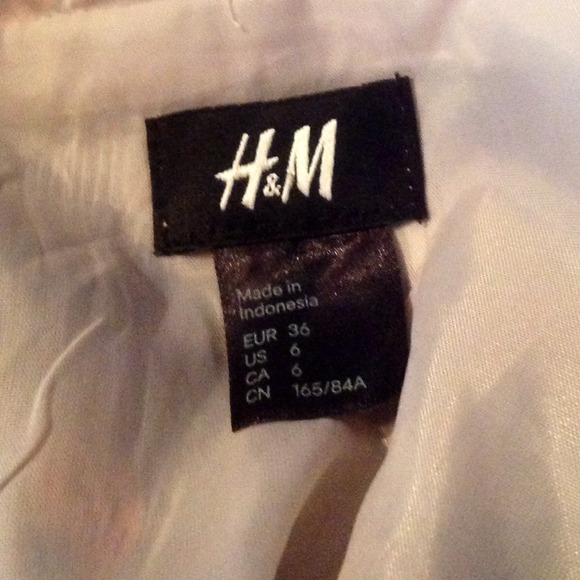 H&M
Made in
Indonesia
EUR 36
US 6
CA 6
CN 165/84A